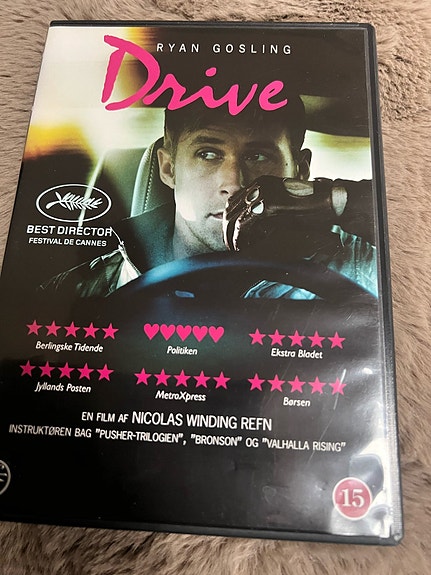 RYAN GOSLING
Drive
BEST DIRECTOR
FESTIVAL DE CANNES
★★★★★ ♥♥♥♥♥ ★★★★★
Berlingske Tidende Politiken Ekstra Bladet
★★★★★ ★★★★★ ★★★★★
Jyllands Posten MetroXpress Børsen
EN FILM AF NICOLAS WINDING REFN
INSTRUKTØREN BAG "PUSHER-TRILOGIEN", "BRONSON" OG "VALHALLA RISING"
15